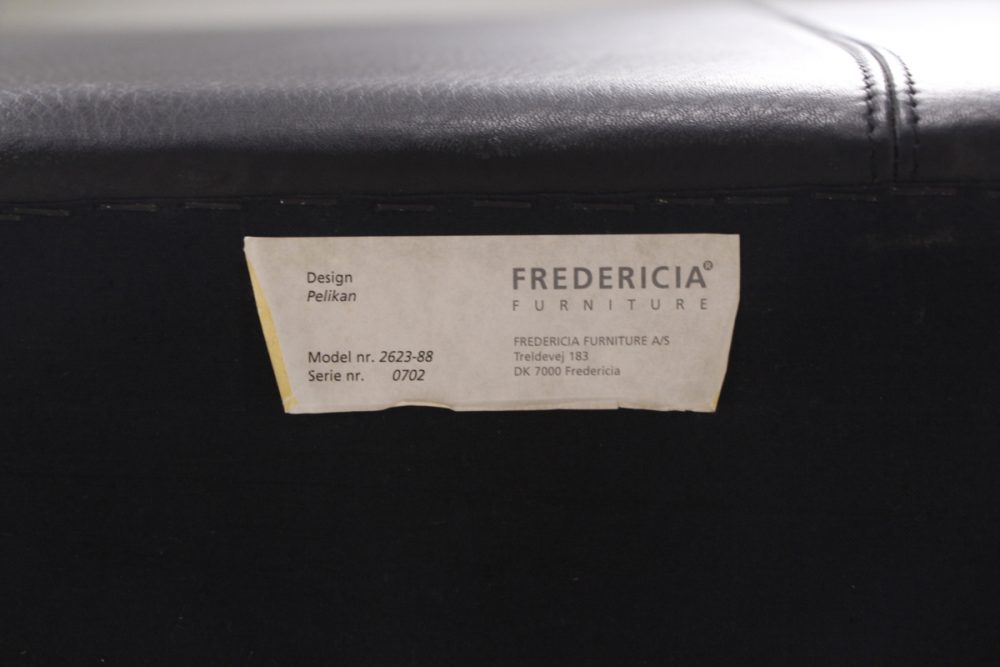 Design
Pelikan
Model nr. 2623-88
Serie nr. 0702
FREDERICIA®
FURNITURE
FREDERICIA FURNITURE A/S
Treldevej 183
DK 7000 Fredericia